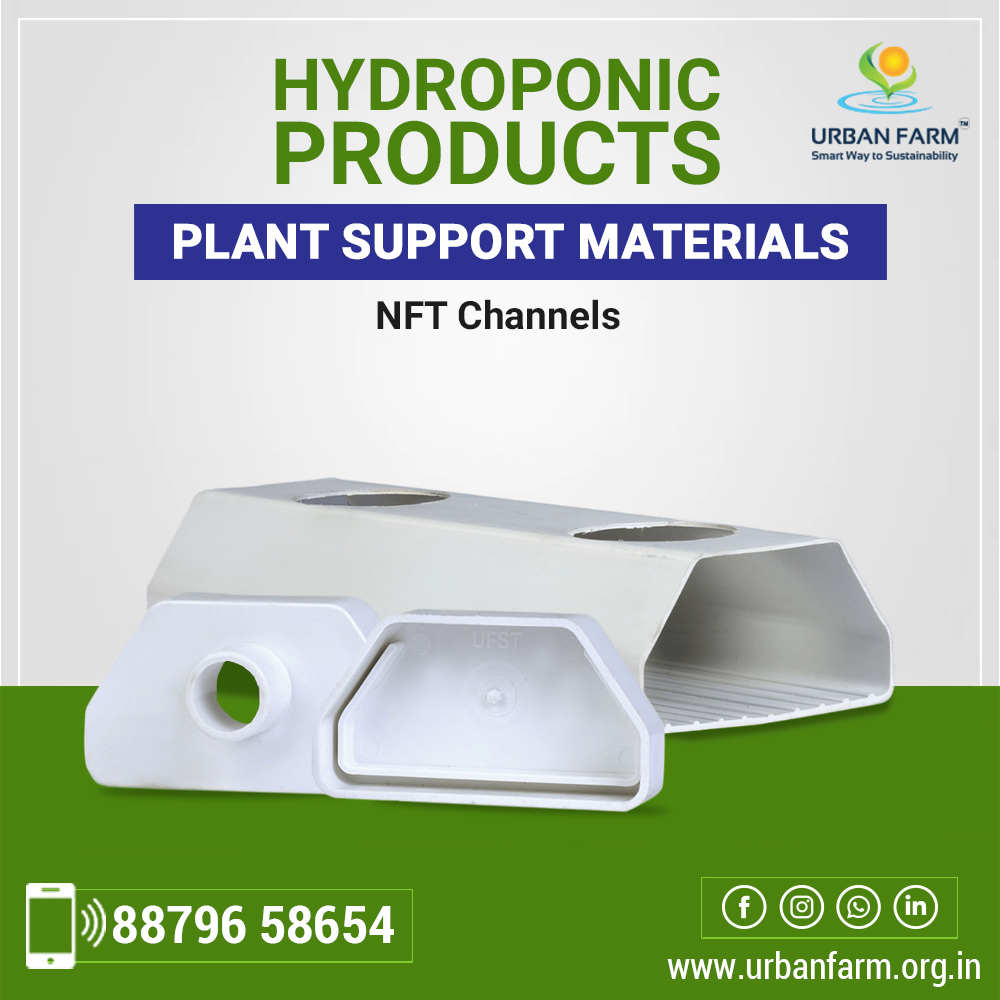 HYDROPONIC
PRODUCTS
URBAN FARM™
Smart Way to Sustainability
PLANT SUPPORT MATERIALS
NFT Channels
UFST
88796 58654
www.urbanfarm.org.in